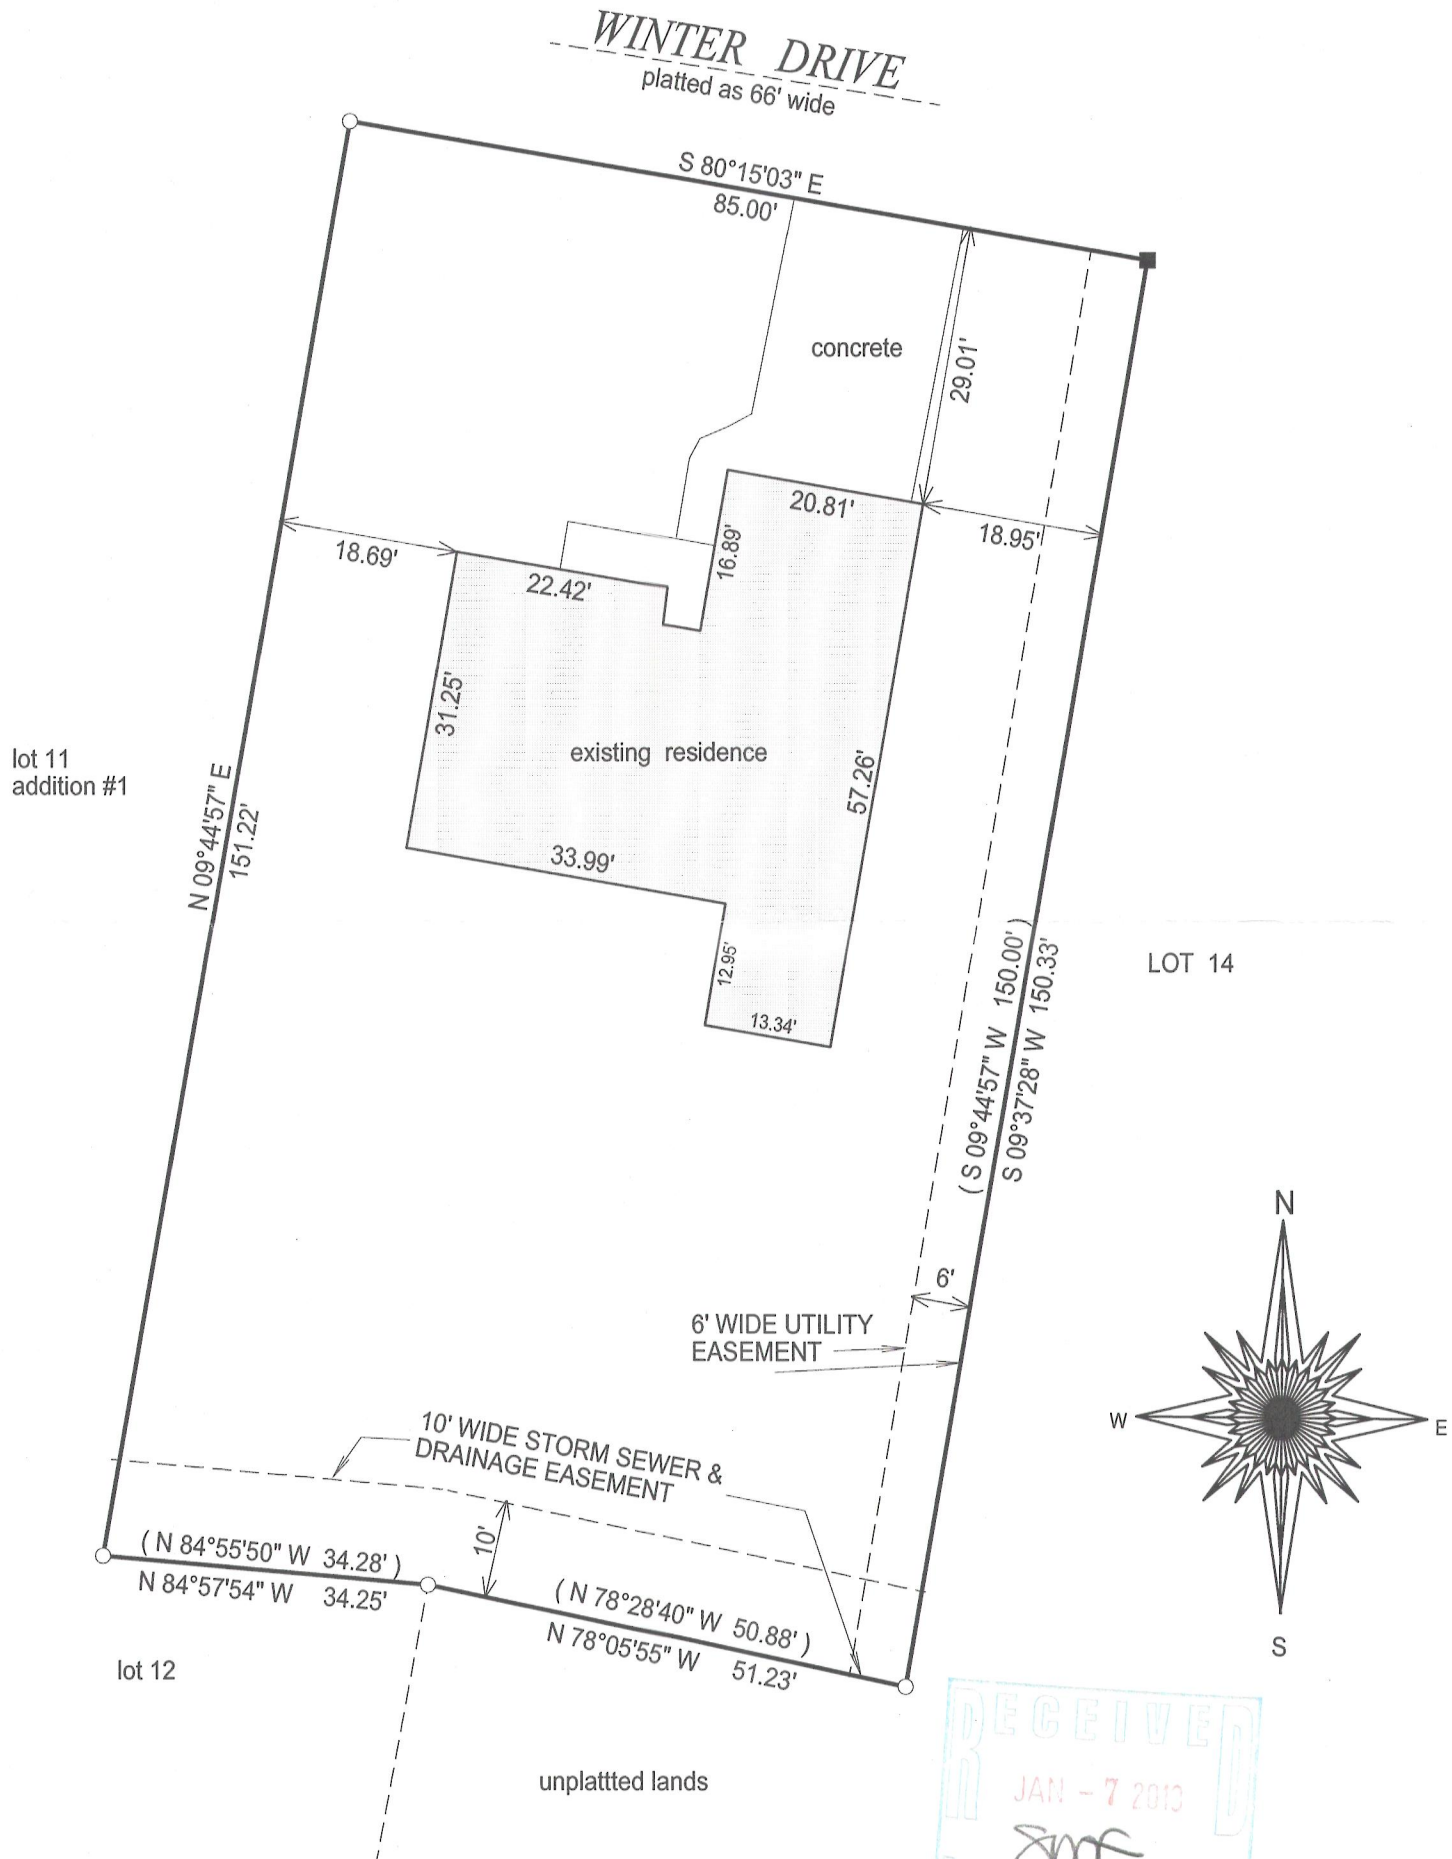 WINTER DRIVE
platted as 66' wide
S 80°15'03" E
85.00'
concrete
29.01'
20.81'
18.95'
18.69'
22.42'
16.89'
31.25'
existing residence
57.26'
lot 11
addition #1
N 09°44'57" E
151.22'
33.99'
12.95'
13.34'
( S 09°44'57" W 150.00' )
S 09°37'28" W 150.33'
LOT 14
N
6'
6' WIDE UTILITY
EASEMENT
W
E
S
10' WIDE STORM SEWER &
DRAINAGE EASEMENT
10'
( N 84°55'50" W 34.28' )
N 84°57'54" W 34.25'
( N 78°28'40" W 50.88' )
N 78°05'55" W 51.23'
lot 12
unplattted lands
RECEIVED
JAN - 7 2013